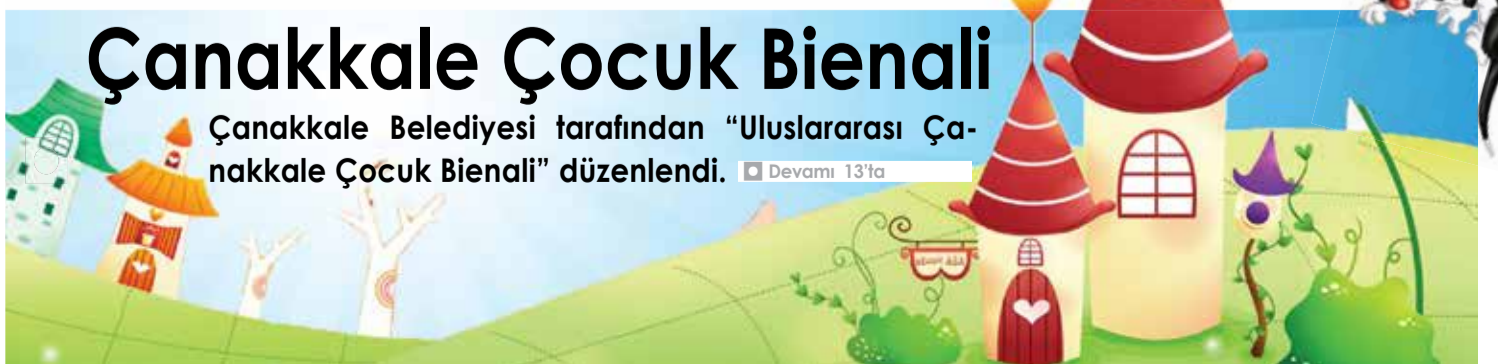 Çanakkale Çocuk Bienali
Çanakkale Belediyesi tarafından “Uluslararası Ça-
nakkale Çocuk Bienali” düzenlendi. Devamı 13’ta